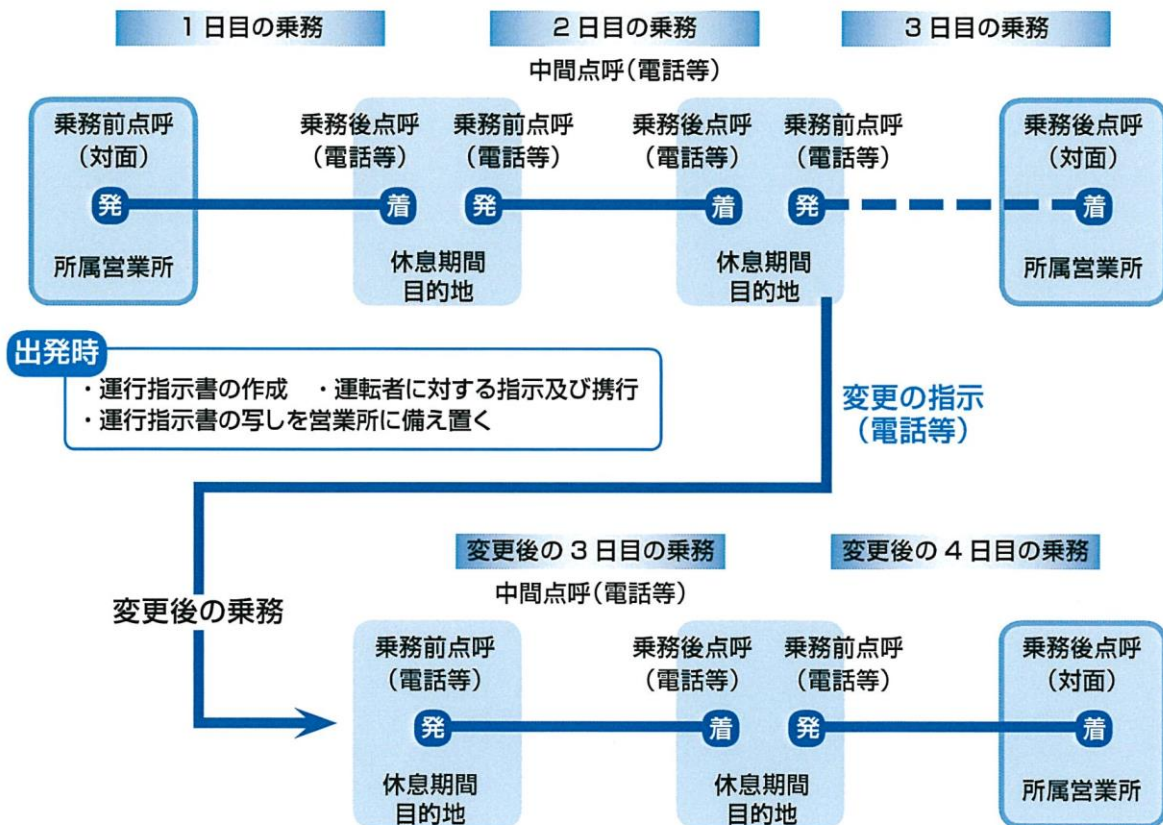 1日目の乗務
2日目の乗務
3日目の乗務
中間点呼(電話等)
乗務前点呼
(対面)
発
所属営業所
乗務後点呼
(電話等)
着
乗務前点呼
(電話等)
発
休息期間
目的地
乗務後点呼
(電話等)
着
乗務前点呼
(電話等)
発
休息期間
目的地
乗務後点呼
(対面)
着
所属営業所
出発時
・運行指示書の作成 ・運転者に対する指示及び携行
・運行指示書の写しを営業所に備え置く
変更の指示
(電話等)
変更後の3日目の乗務
変更後の4日目の乗務
中間点呼(電話等)
変更後の乗務
乗務前点呼
(電話等)
発
休息期間
目的地
乗務後点呼
(電話等)
着
乗務前点呼
(電話等)
発
休息期間
目的地
乗務後点呼
(対面)
着
所属営業所